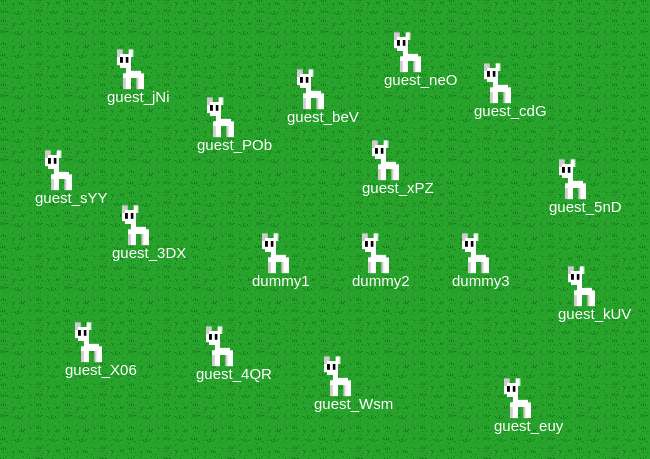 guest_neO
guest_jNi
guest_cdG
guest_beV
guest_POb
guest_xPZ
guest_sYY
guest_5nD
guest_3DX
dummy1
dummy2
dummy3
guest_kUV
guest_X06
guest_4QR
guest_Wsm
guest_euy